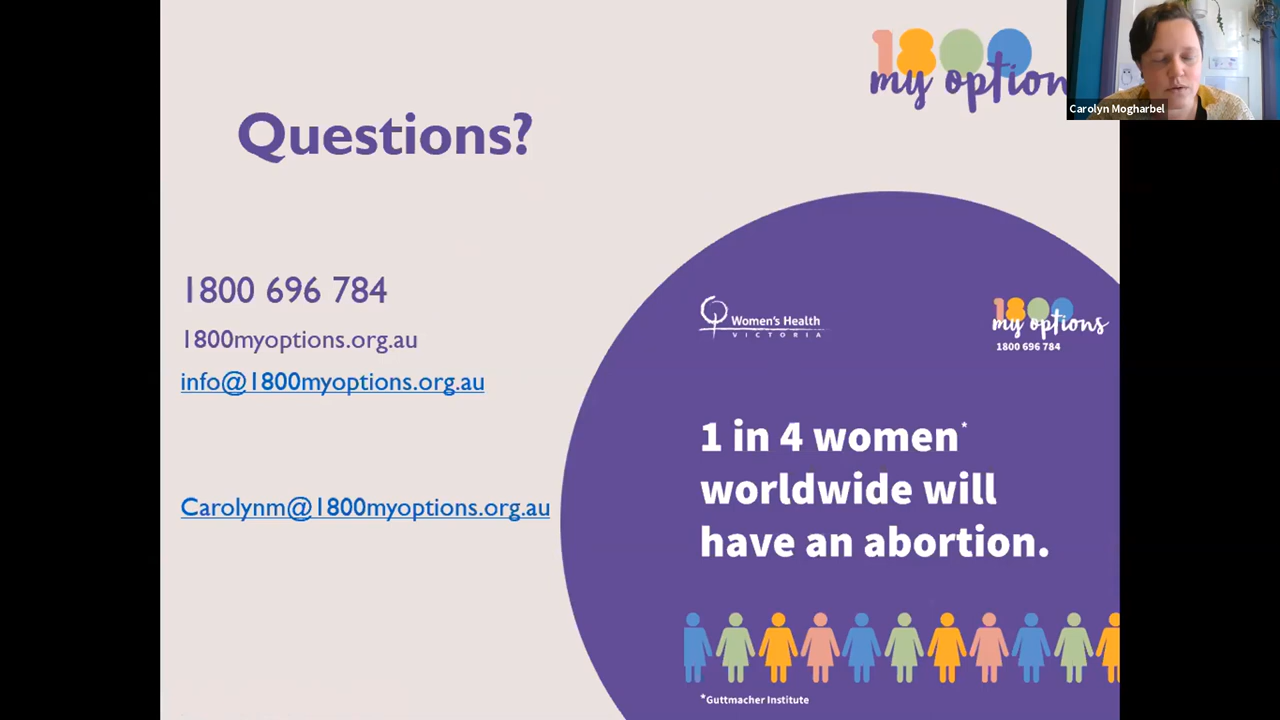 1800
my option
Carolyn Mogharbel
Questions?
1800 696 784
1800myoptions.org.au
info@1800myoptions.org.au
Carolynm@1800myoptions.org.au
Women's Health
VICTORIA
1800
my options
1800 696 784
1 in 4 women*
worldwide will
have an abortion.
*Guttmacher Institute